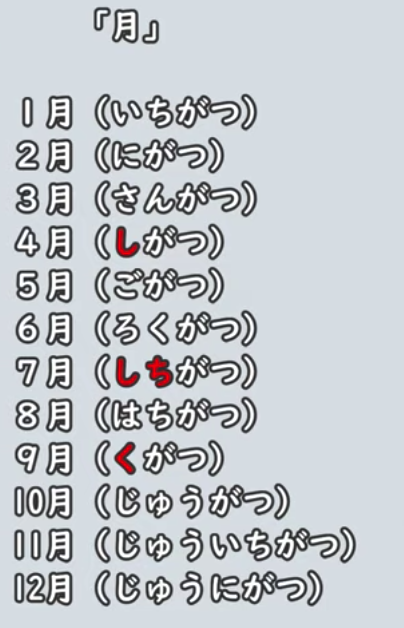 「月」
1月（いちがつ）
2月（にがつ）
3月（さんがつ）
4月（しがつ）
5月（ごがつ）
6月（ろくがつ）
7月（しちがつ）
8月（はちがつ）
9月（くがつ）
10月（じゅうがつ）
11月（じゅういちがつ）
12月（じゅうにがつ）